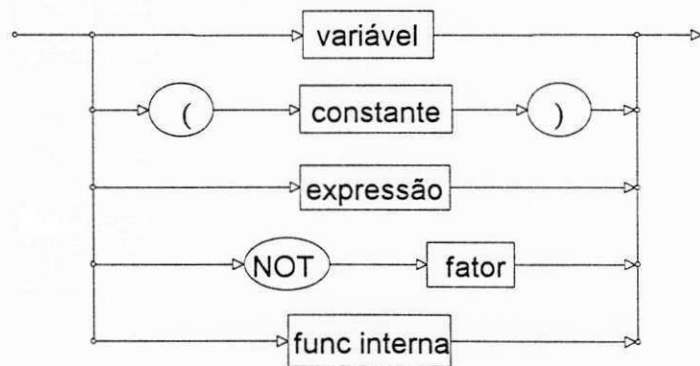 variável
( constante )
expressão
NOT fator
func interna